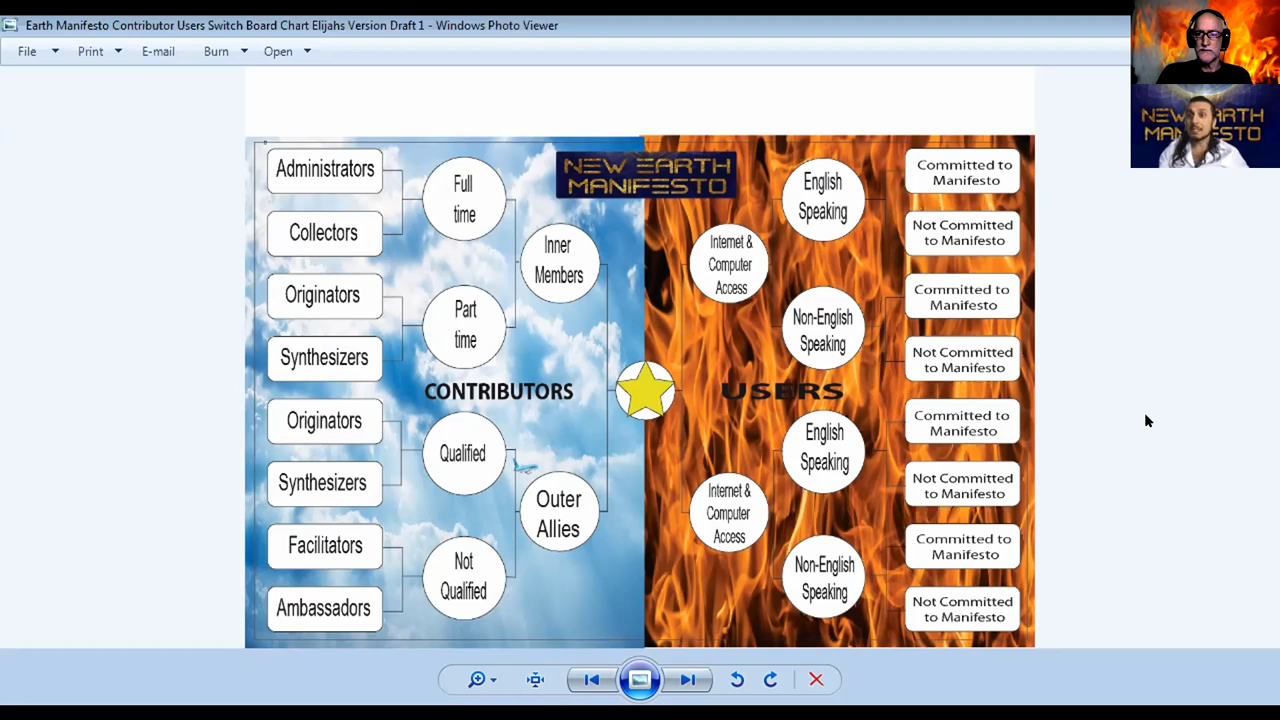 Earth Manifesto Contributor Users Switch Board Chart Elijahs Version Draft 1 - Windows Photo Viewer
File Print E-mail Burn Open
NEW EARTH
MANIFESTO
NEW EARTH
MANIFESTO
Administrators
Collectors
Originators
Synthesizers
Originators
Synthesizers
Facilitators
Ambassadors
Full
time
Part
time
Qualified
Not
Qualified
Inner
Members
Outer
Allies
CONTRIBUTORS
USERS
Internet &
Computer
Access
Internet &
Computer
Access
English
Speaking
Non-English
Speaking
English
Speaking
Non-English
Speaking
Committed to
Manifesto
Not Committed
to Manifesto
Committed to
Manifesto
Not Committed
to Manifesto
Committed to
Manifesto
Not Committed
to Manifesto
Committed to
Manifesto
Not Committed
to Manifesto